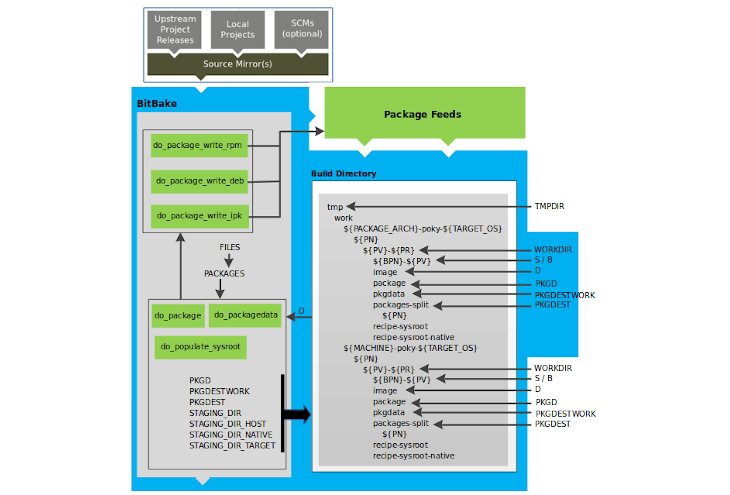 Upstream
Project
Releases
Local
Projects
SCMs
(optional)
Source Mirror(s)
BitBake
Package Feeds
do_package_write_rpm
do_package_write_deb
do_package_write_ipk
FILES
PACKAGES
do_package
do_packagedata
do_populate_sysroot
D
PKGD
PKGDESTWORK
PKGDEST
STAGING_DIR
STAGING_DIR_HOST
STAGING_DIR_NATIVE
STAGING_DIR_TARGET
Build Directory
tmp
TMPDIR
work
${PACKAGE_ARCH}-poky-${TARGET_OS}
${PN}
${PV}-${PR}
WORKDIR
${BPN}-${PV}
S / B
image
D
package
PKGD
pkgdata
PKGDESTWORK
packages-split
PKGDEST
${PN}
recipe-sysroot
recipe-sysroot-native
${MACHINE}-poky-${TARGET_OS}
${PN}
${PV}-${PR}
WORKDIR
${BPN}-${PV}
S / B
image
D
package
PKGD
pkgdata
PKGDESTWORK
packages-split
PKGDEST
${PN}
recipe-sysroot
recipe-sysroot-native